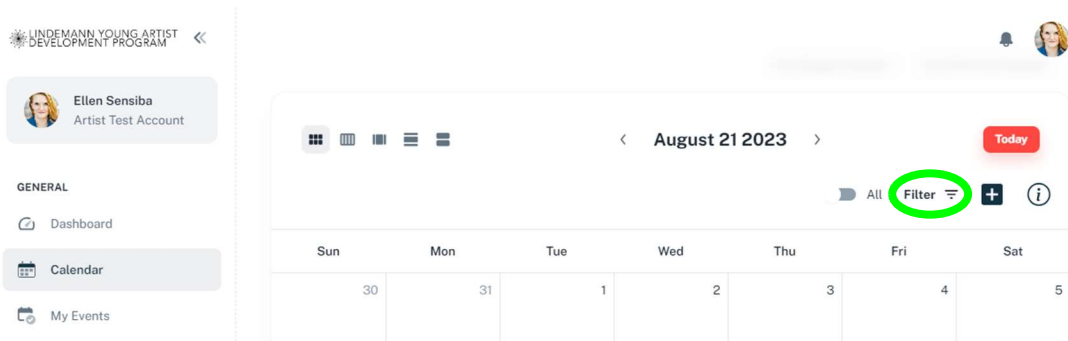 LINDEMANN YOUNG ARTIST
DEVELOPMENT PROGRAM
Ellen Sensiba
Artist Test Account
GENERAL
Dashboard
Calendar
My Events
August 21 2023
Today
All
Filter
Sun Mon Tue Wed Thu Fri Sat
30 31 1 2 3 4 5